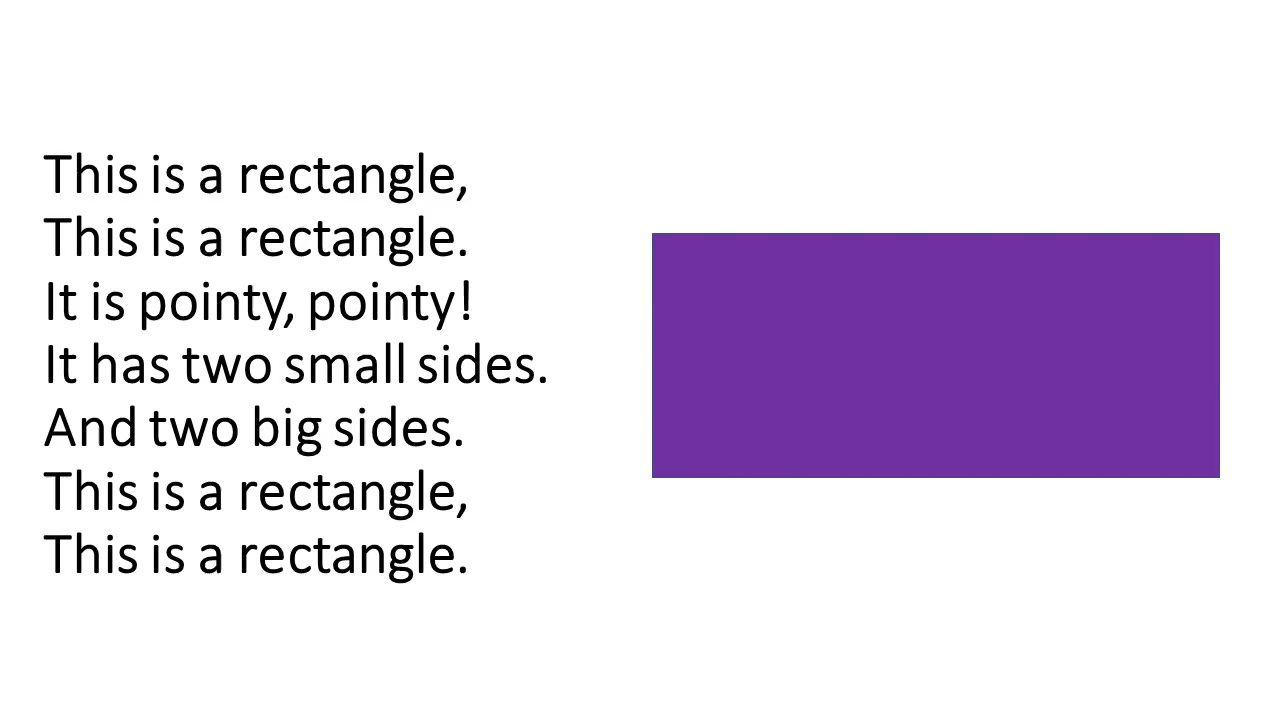 This is a rectangle,
This is a rectangle.
It is pointy, pointy!
It has two small sides.
And two big sides.
This is a rectangle,
This is a rectangle.